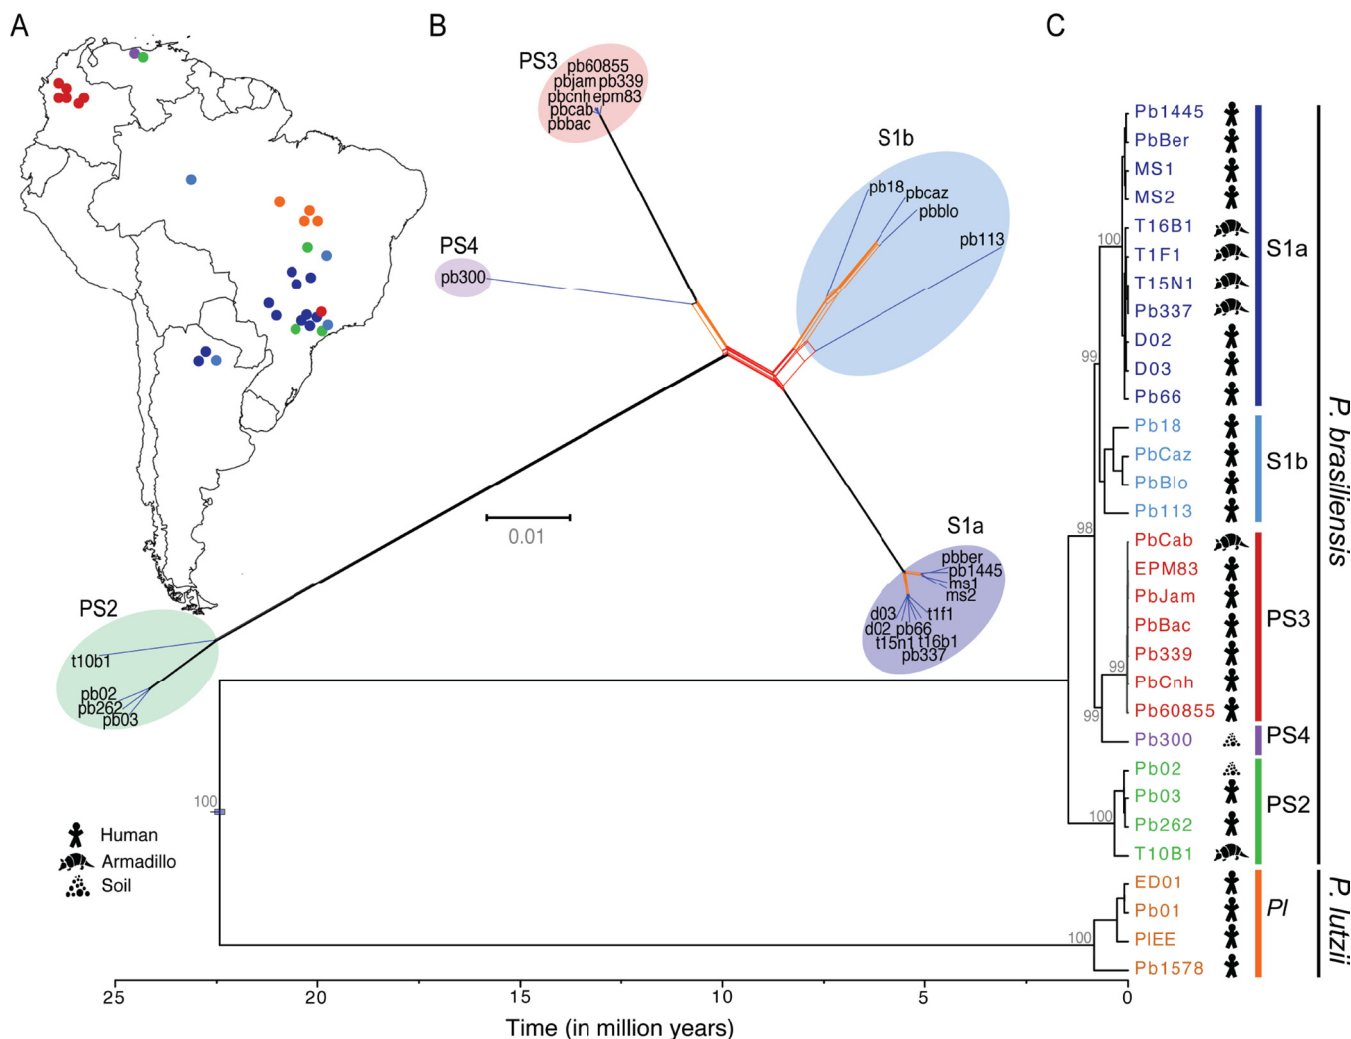 A
B
C
PS3
pb60855
pbjam pb339
pbcnh epm83
pbcab
pbbac
S1b
pb18
pbcaz
pbblo
pb113
PS4
pb300
0.01
S1a
pbber
pb1445
ms1
ms2
d03
t1f1
d02 pb66
t15n1 t16b1
pb337
PS2
t10b1
pb02
pb262
pb03
Pb1445
PbBer
MS1
MS2
T16B1
T1F1
T15N1
Pb337
D02
D03
Pb66
Pb18
PbCaz
PbBlo
Pb113
PbCab
EPM83
PbJam
PbBac
Pb339
PbCnh
Pb60855
Pb300
Pb02
Pb03
Pb262
T10B1
ED01
Pb01
PlEE
Pb1578
100
99
98
99
99
100
100
100
S1a
S1b
PS3
PS4
PS2
Pl
P. brasiliensis
P. lutzii
Human
Armadillo
Soil
25 20 15 10 5 0
Time (in million years)